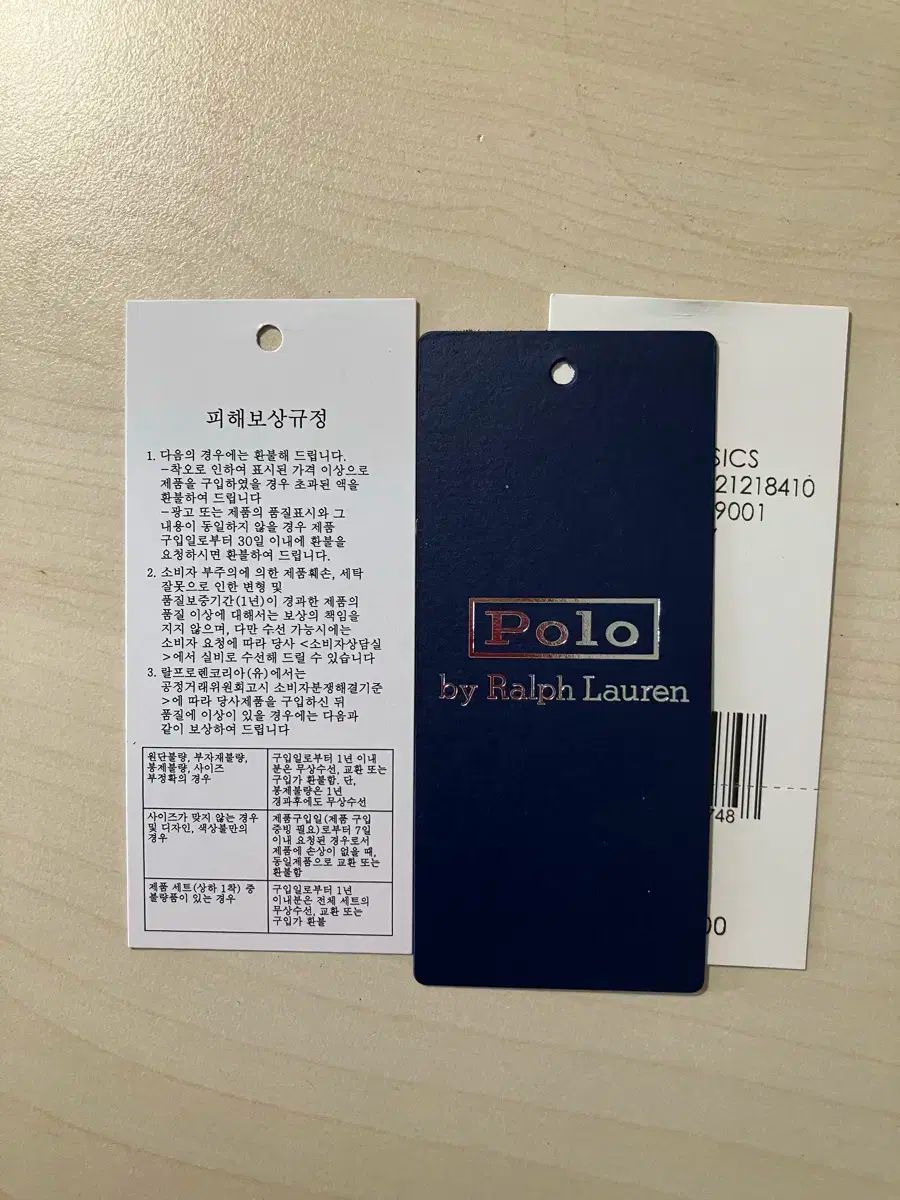 피해보상규정
1. 다음의 경우에는 환불해 드립니다.
-착오로 인하여 표시된 가격 이상으로
제품을 구입하였을 경우 초과된 액을
환불하여 드립니다
-광고 또는 제품의 품질표시와 그
내용이 동일하지 않을 경우 제품
구입일로부터 30일 이내에 환불을
요청하시면 환불하여 드립니다.
2. 소비자 부주의에 의한 제품훼손, 세탁
잘못으로 인한 변형 및
품질보증기간(1년)이 경과한 제품의
품질 이상에 대해서는 보상의 책임을
지지 않으며, 다만 수선 가능시에는
소비자 요청에 따라 당사 <소비자상담실
>에서 실비로 수선해 드릴 수 있습니다
3. 랄프로렌코리아(유)에서는
공정거래위원회고시 소비자분쟁해결기준
>에 따라 당사제품을 구입하신 뒤
품질에 이상이 있을 경우에는 다음과
같이 보상하여 드립니다
원단불량, 부자재불량,
봉제불량, 사이즈
부정확의 경우
구입일로부터 1년 이내
분은 무상수선, 교환 또는
구입가 환불함. 단,
봉제불량은 1년
경과후에도 무상수선
사이즈가 맞지 않는 경우
및 디자인, 색상불만의
경우
제품구입일(제품 구입
증빙 필요)로부터 7일
이내 요청된 경우로서
제품에 손상이 없을 때,
동일제품으로 교환 또는
환불함
제품 세트(상하 1착) 중
불량품이 있는 경우
구입일로부터 1년
이내분은 전체 세트의
무상수선, 교환 또는
구입가 환불
Polo
by Ralph Lauren
SICS
21218410
9001
748
00